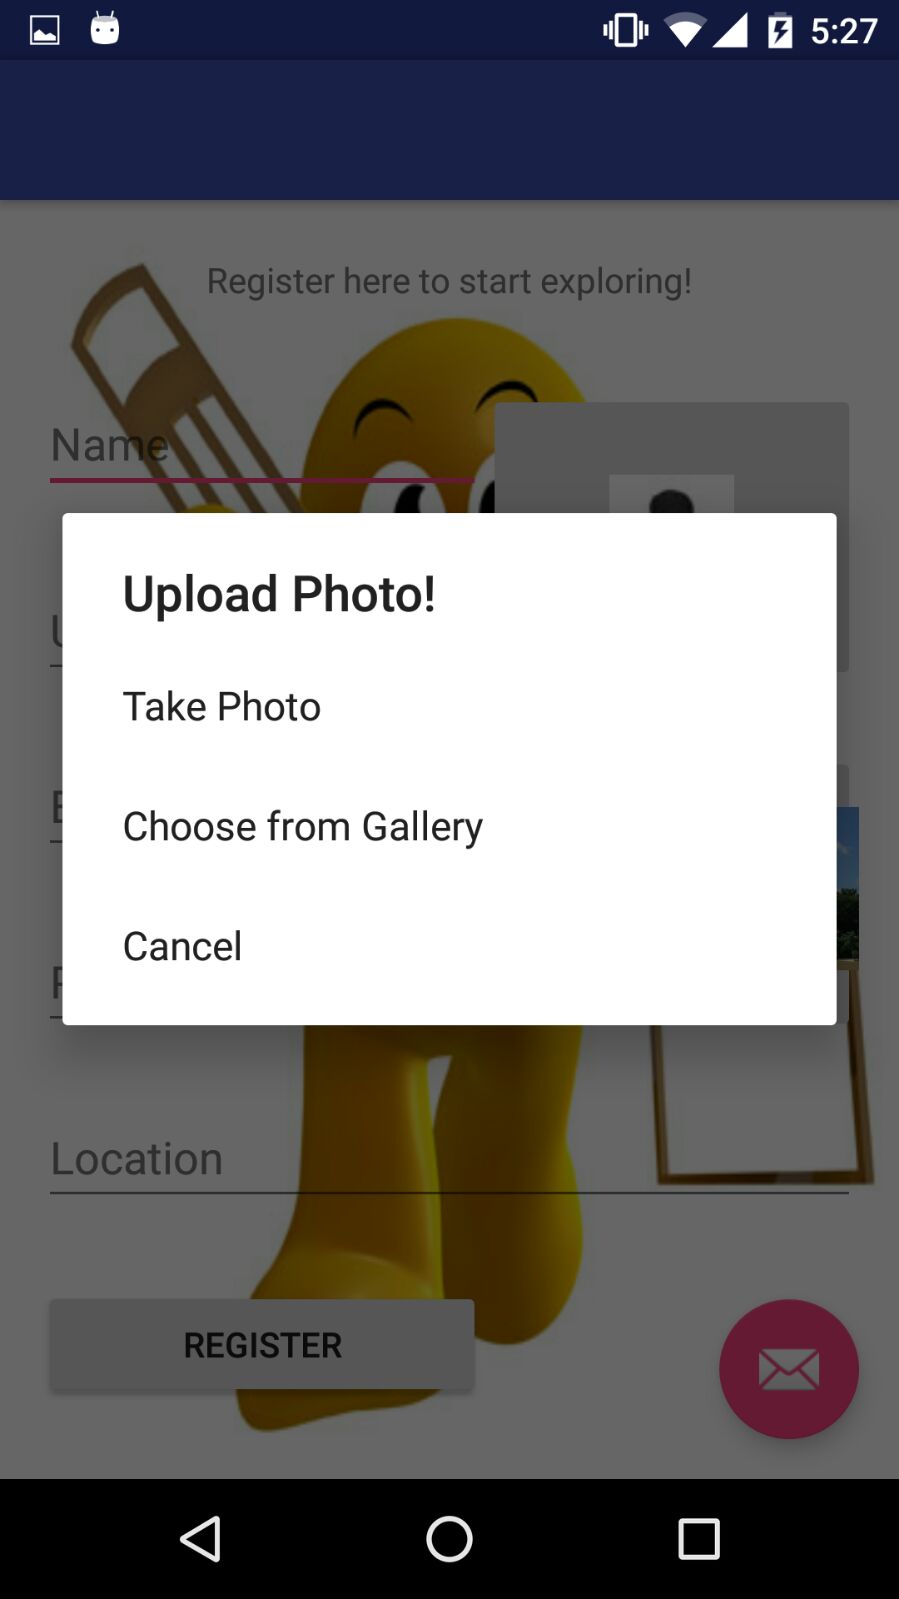 5:27
Register here to start exploring!
Name
Upload Photo!
Take Photo
Choose from Gallery
Cancel
Location
REGISTER